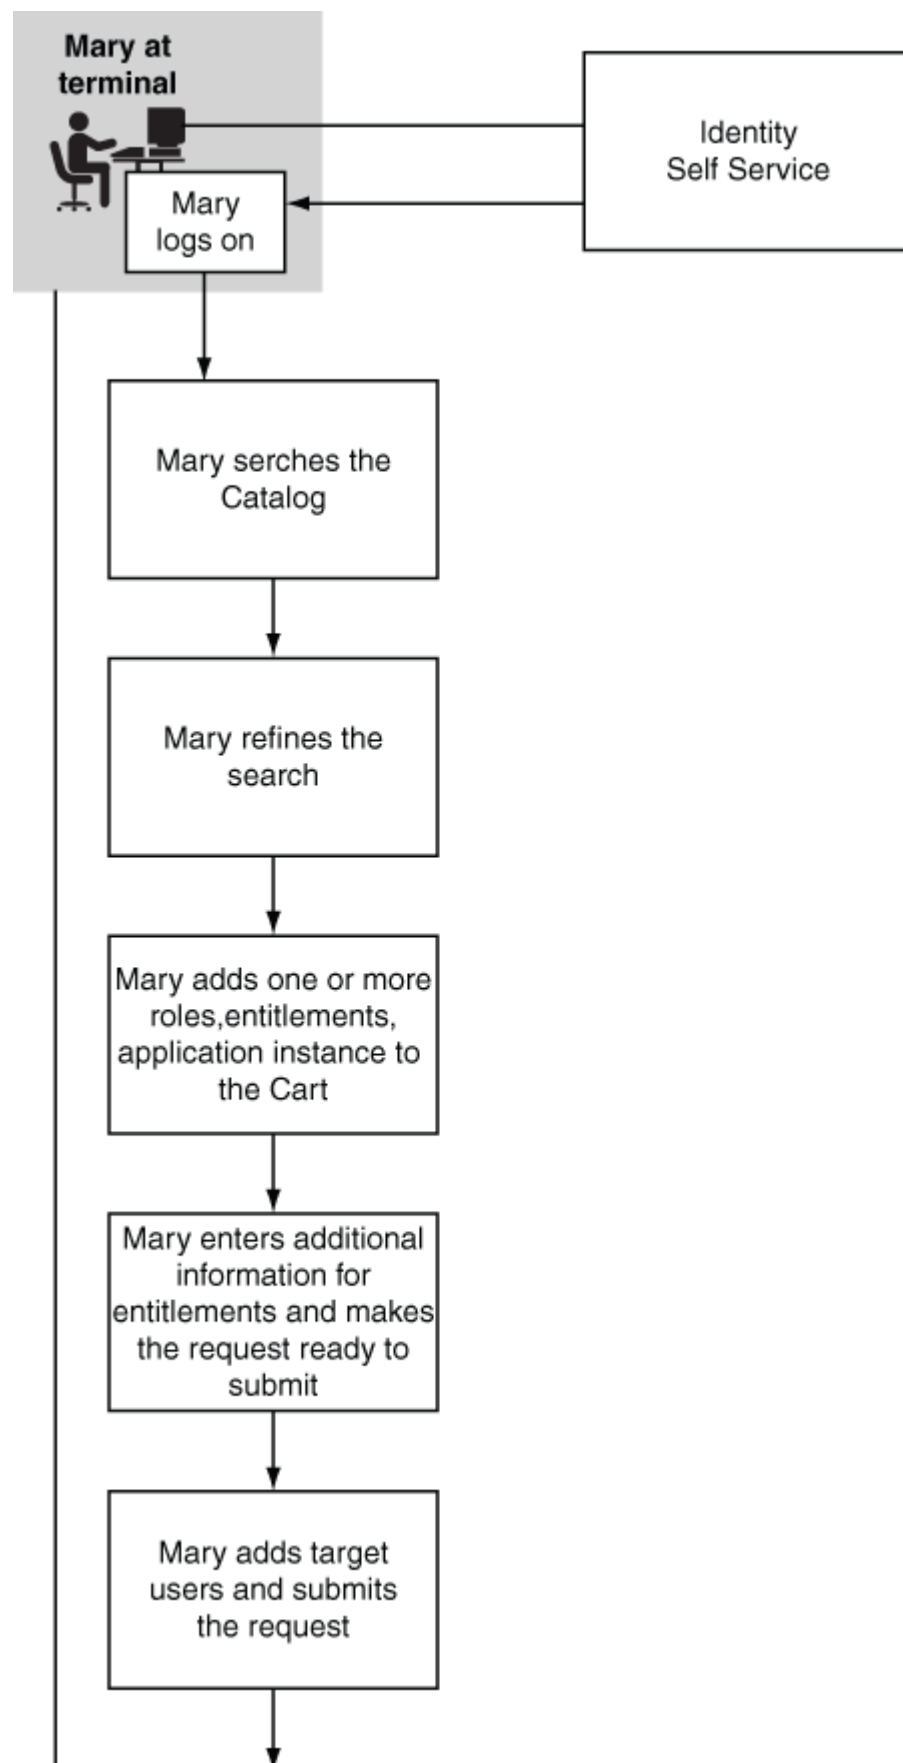 Mary at
terminal
Identity
Self Service
Mary
logs on
Mary serches the
Catalog
Mary refines the
search
Mary adds one or more
roles,entitlements,
application instance to
the Cart
Mary enters additional
information for
entitlements and makes
the request ready to
submit
Mary adds target
users and submits
the request